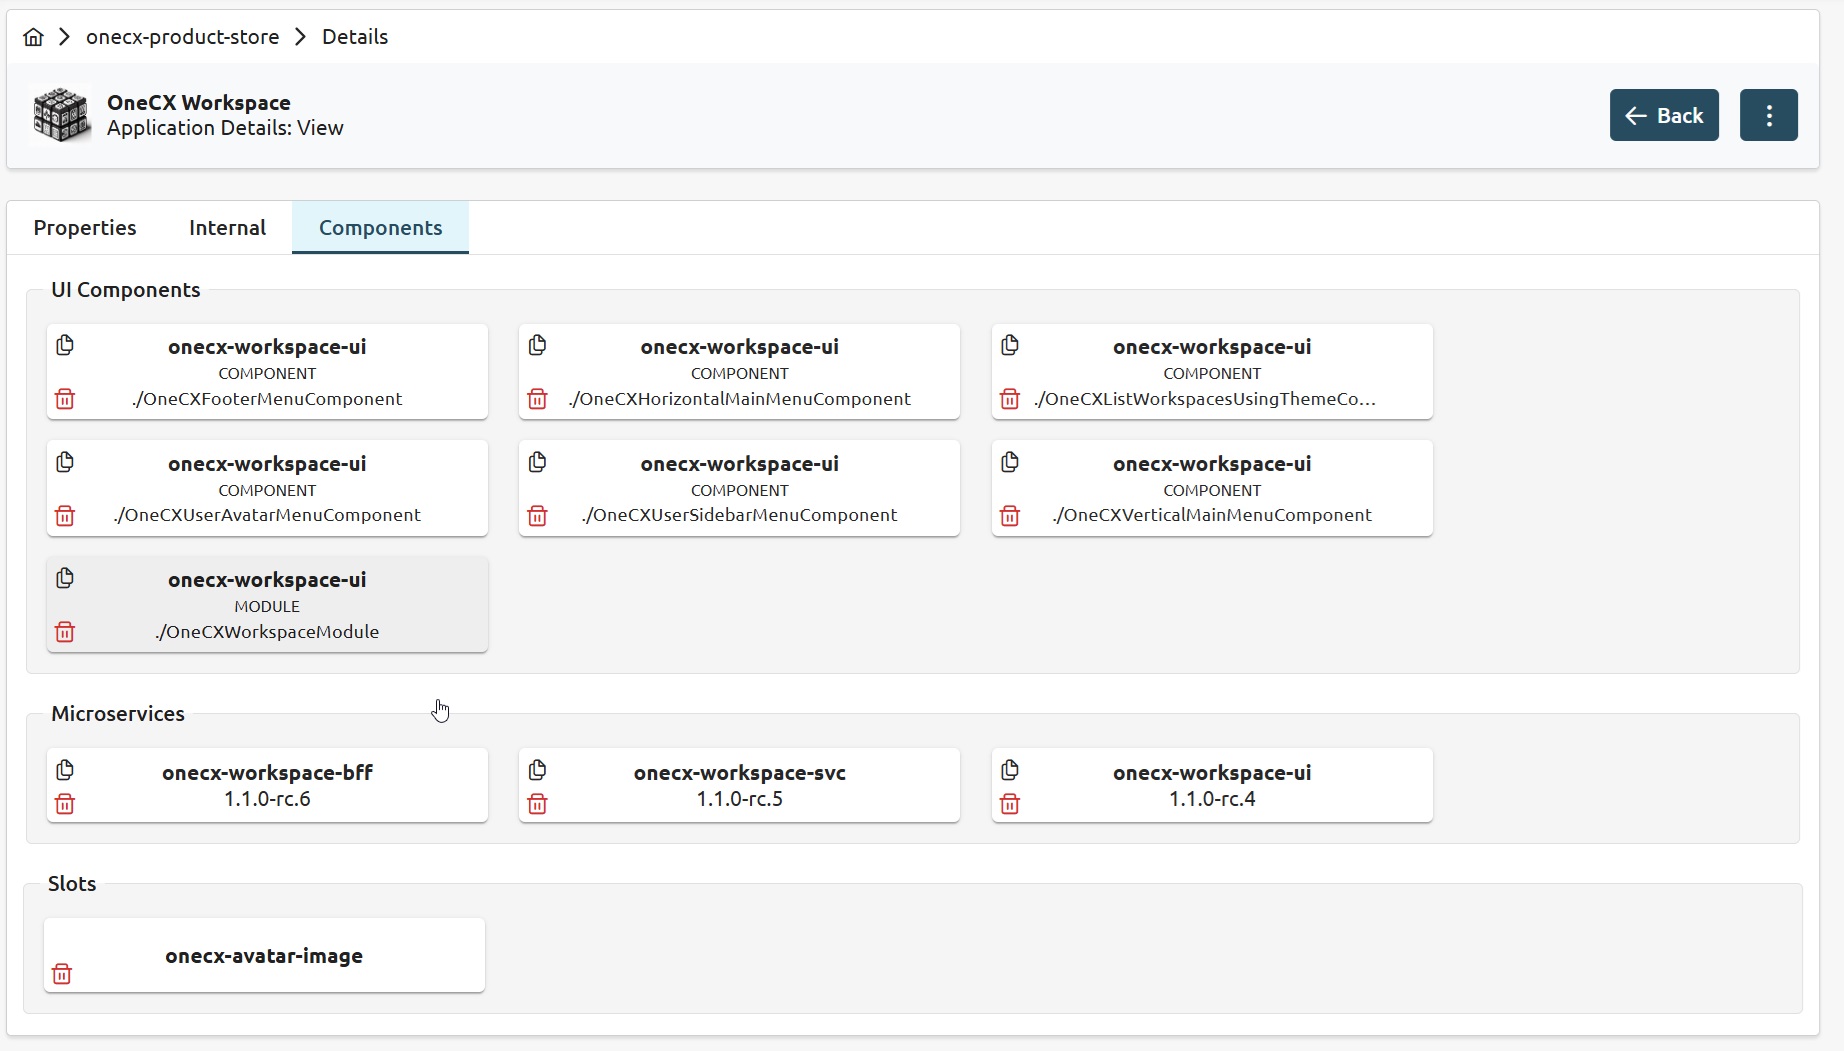 onecx-product-store
Details
OneCX Workspace
Application Details: View
Back
Properties
Internal
Components
UI Components
onecx-workspace-ui
COMPONENT
./OneCXFooterMenuComponent
onecx-workspace-ui
COMPONENT
./OneCXHorizontalMainMenuComponent
onecx-workspace-ui
COMPONENT
./OneCXListWorkspacesUsingThemeCo...
onecx-workspace-ui
COMPONENT
./OneCXUserAvatarMenuComponent
onecx-workspace-ui
COMPONENT
./OneCXUserSidebarMenuComponent
onecx-workspace-ui
COMPONENT
./OneCXVerticalMainMenuComponent
onecx-workspace-ui
MODULE
./OneCXWorkspaceModule
Microservices
onecx-workspace-bff
1.1.0-rc.6
onecx-workspace-svc
1.1.0-rc.5
onecx-workspace-ui
1.1.0-rc.4
Slots
onecx-avatar-image